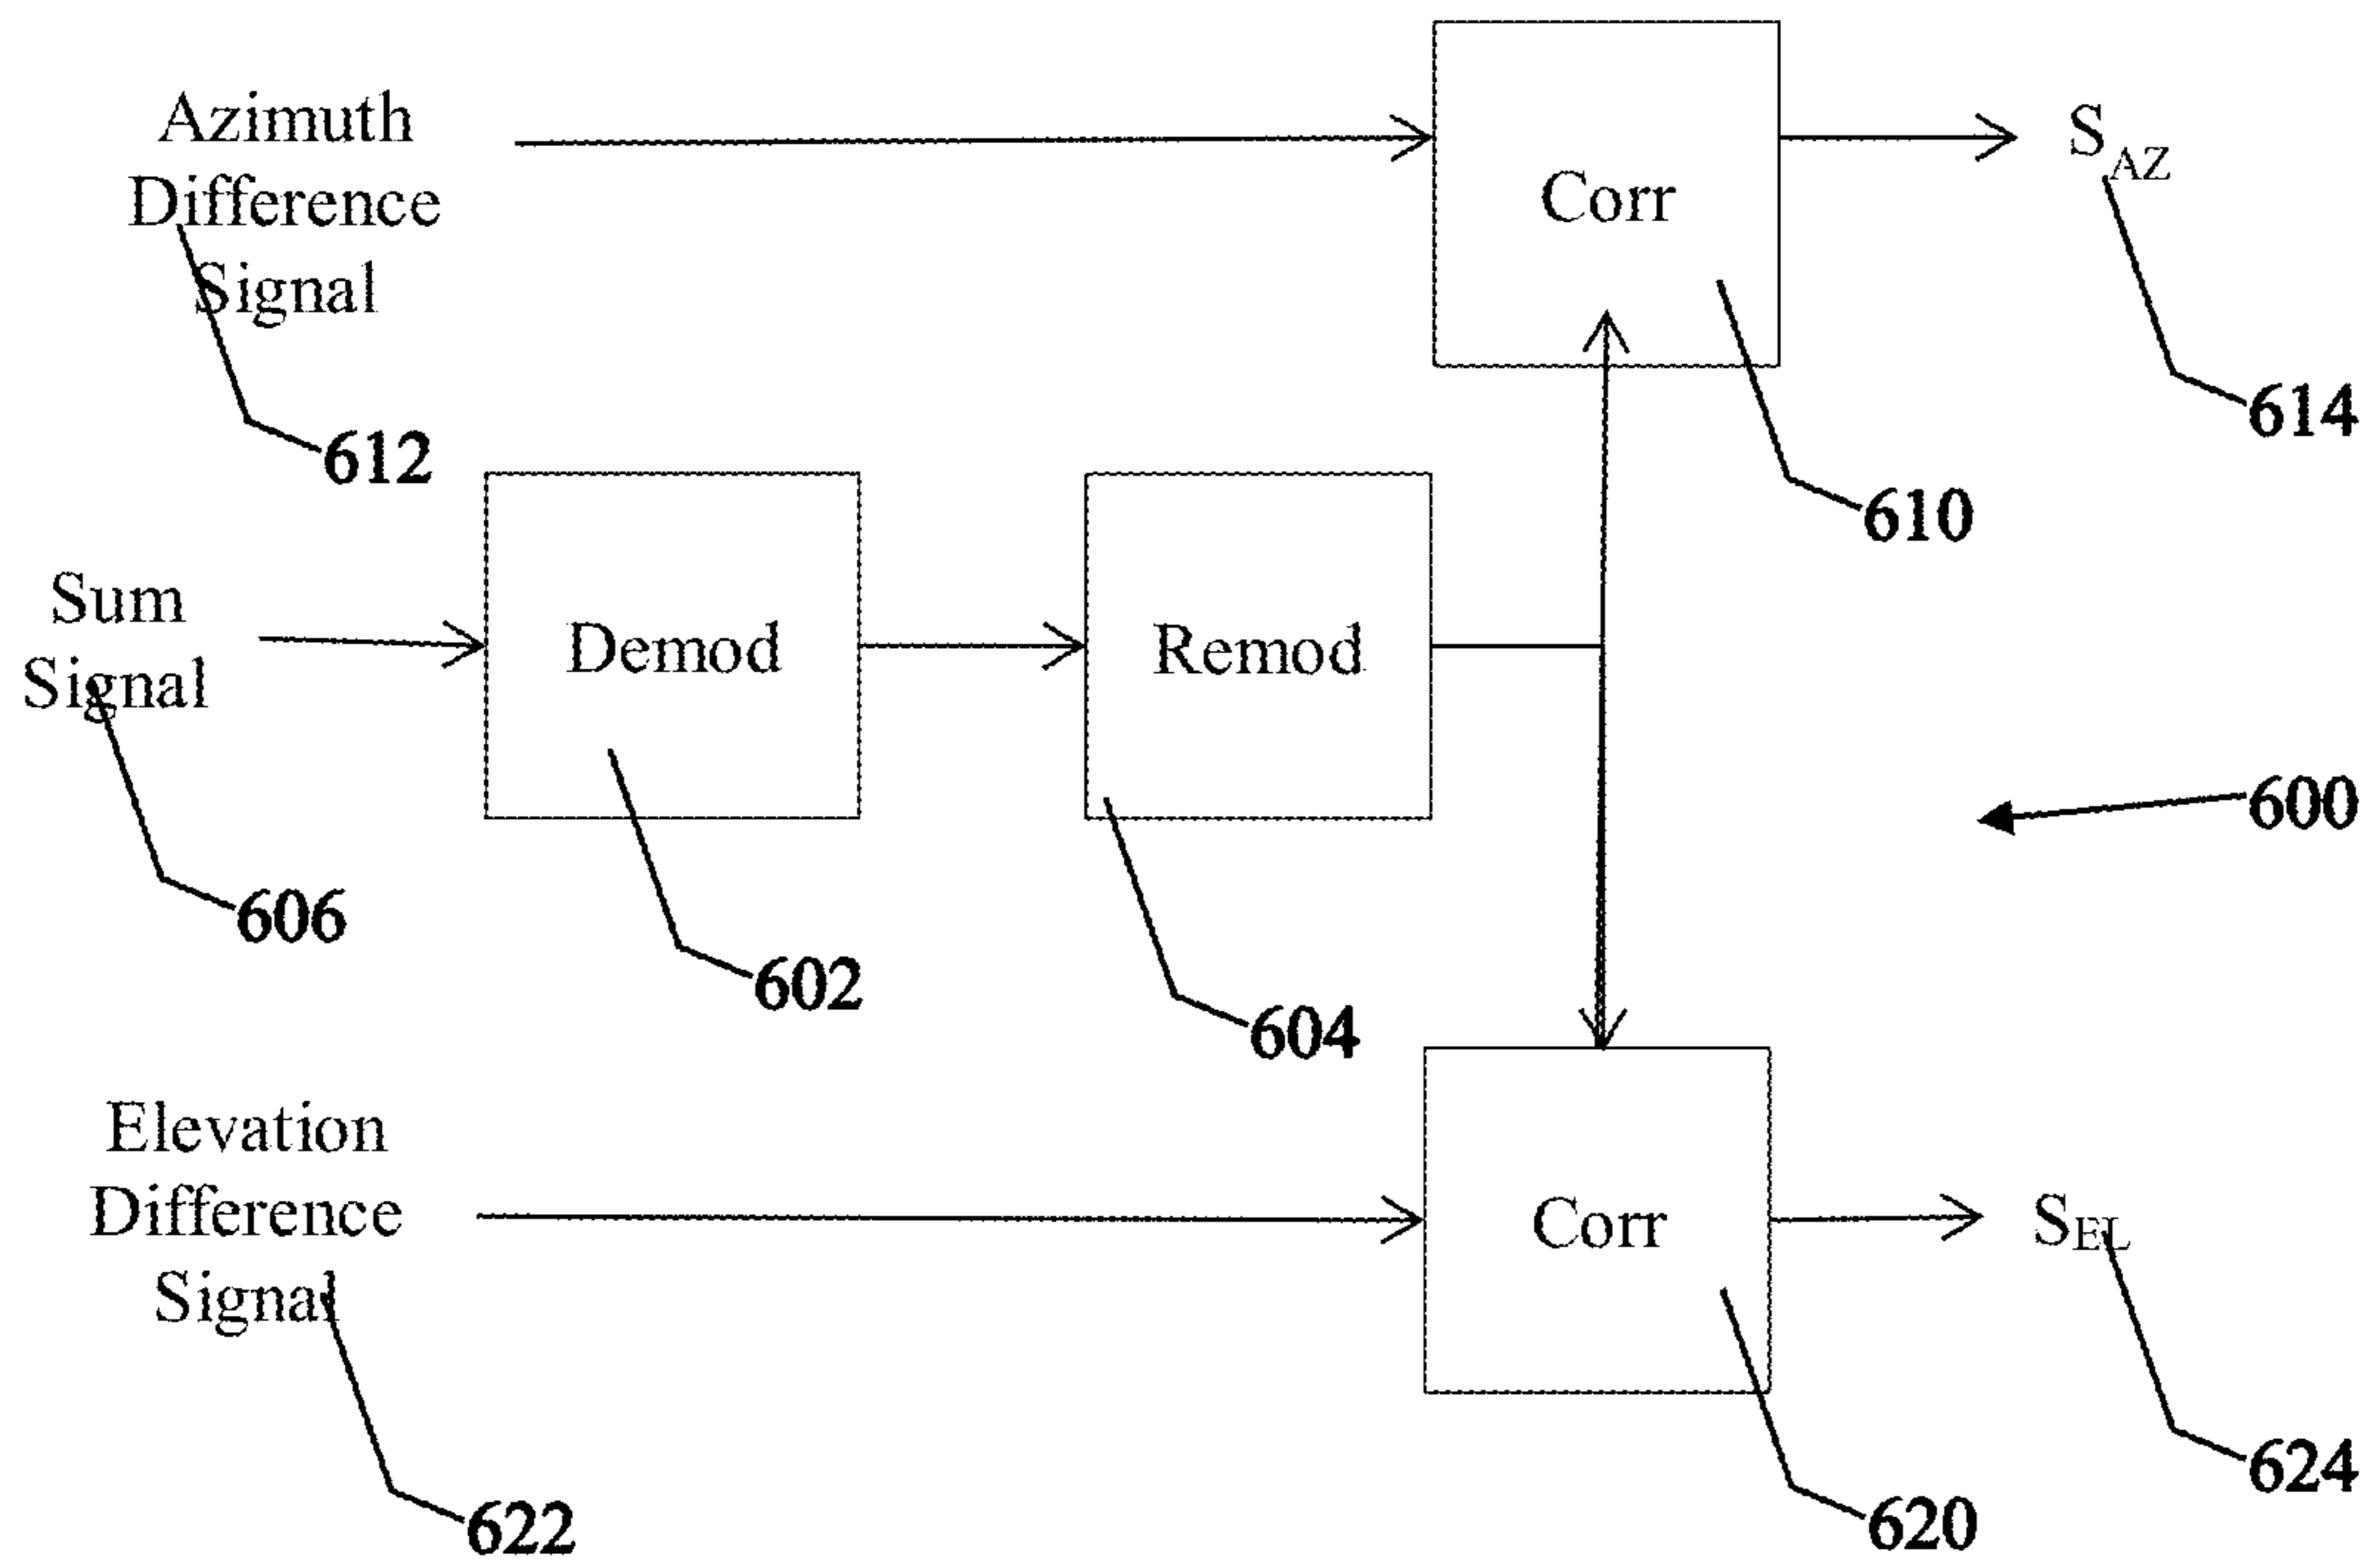 Azimuth
Difference
Signal
612
Corr
610
S_AZ
614
Sum
Signal
606
Demod
602
Remod
604
600
Elevation
Difference
Signal
622
Corr
620
S_EL
624